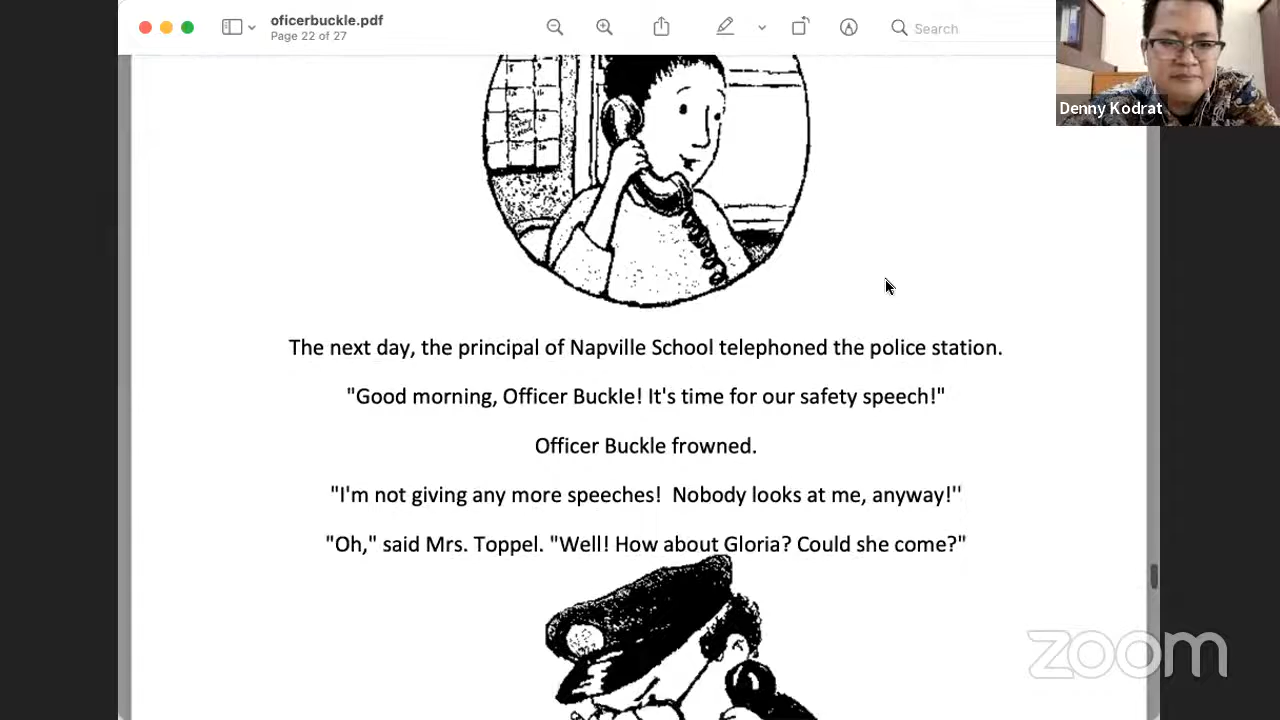 oficerbuckle.pdf
Page 22 of 27
Search
Denny Kodrat
The next day, the principal of Napville School telephoned the police station.
"Good morning, Officer Buckle! It's time for our safety speech!"
Officer Buckle frowned.
"I'm not giving any more speeches!  Nobody looks at me, anyway!''
"Oh," said Mrs. Toppel. "Well! How about Gloria? Could she come?"
zoom